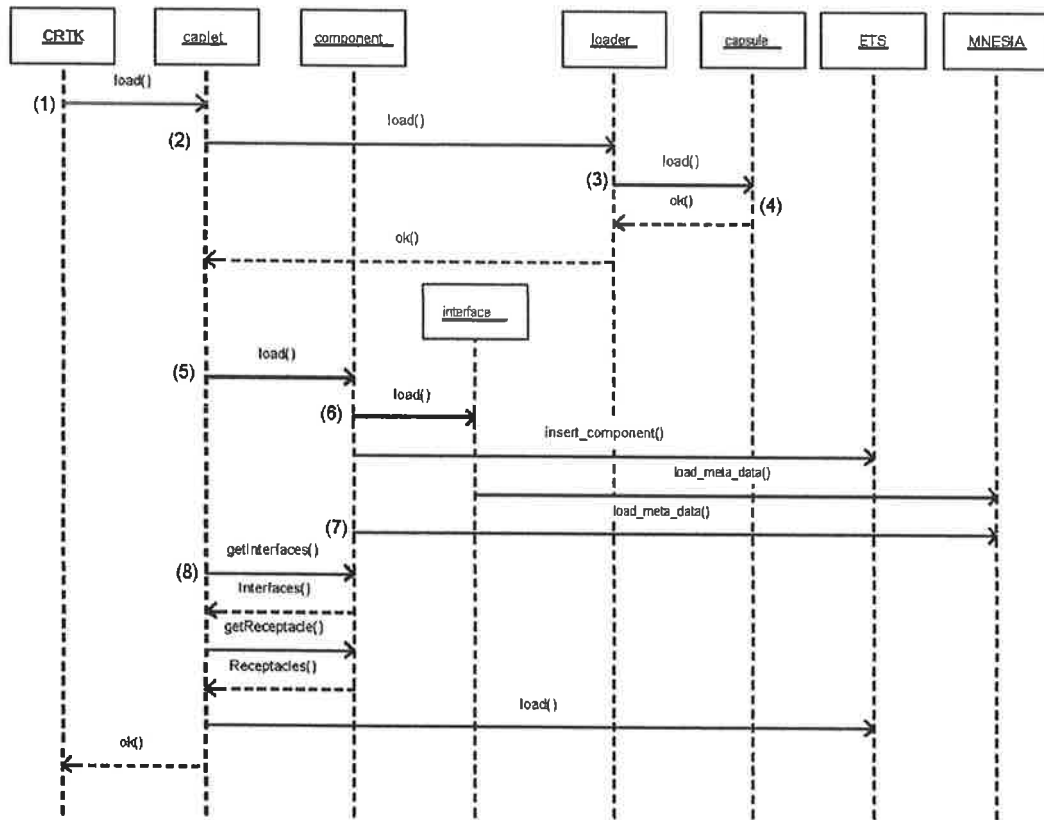 CRTK caplet component loader capsule ETS MNESIA
load()
(1)
load()
(2)
load()
(3)
ok()
(4)
ok()
interface
load()
(5)
load()
(6)
insert_component()
load_meta_data()
load_meta_data()
(7)
getInterfaces()
(8)
Interfaces()
getReceptacle()
Receptacles()
load()
ok()